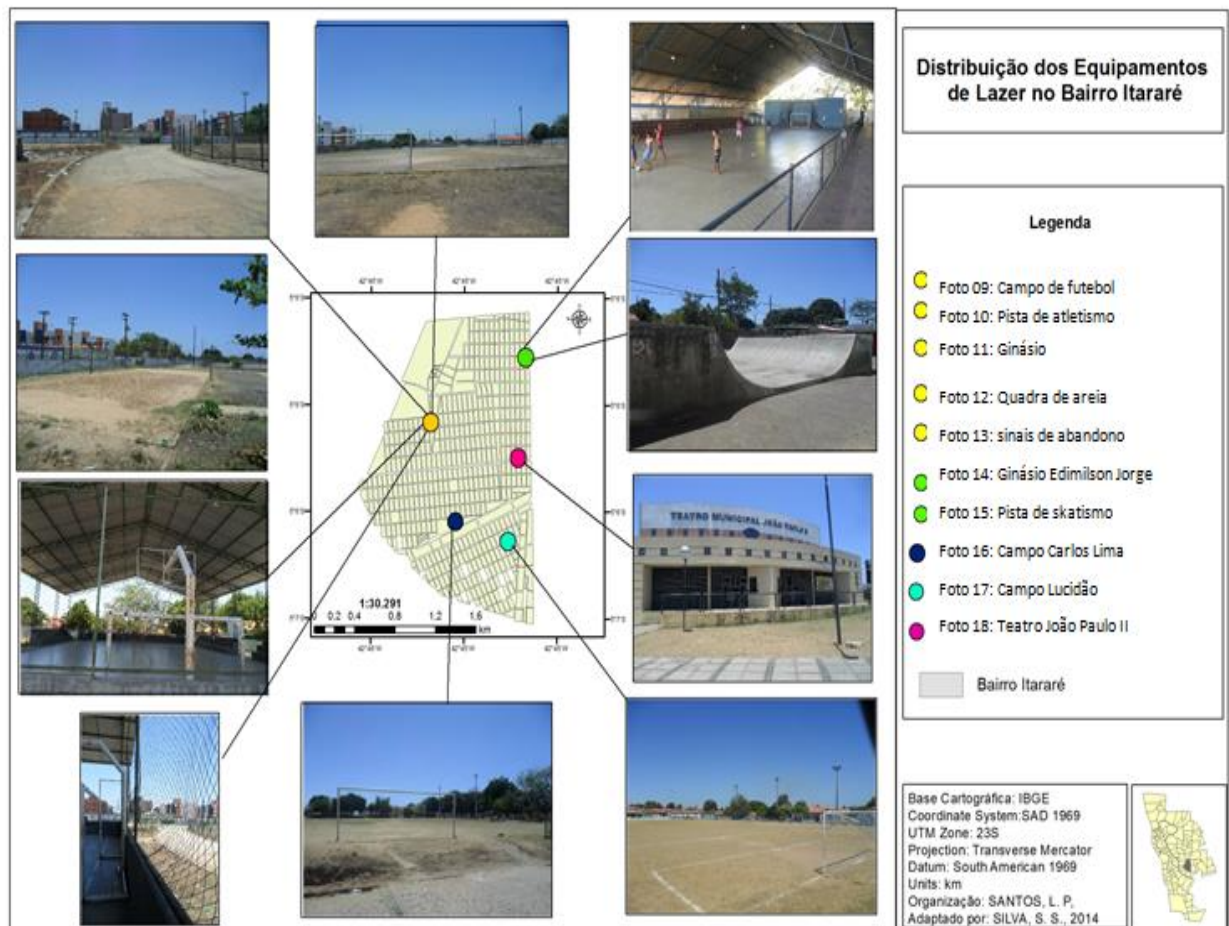 Distribuição dos Equipamentos
de Lazer no Bairro Itararé
Legenda
Foto 09: Campo de futebol
Foto 10: Pista de atletismo
Foto 11: Ginásio
Foto 12: Quadra de areia
Foto 13: sinais de abandono
Foto 14: Ginásio Edimilson Jorge
Foto 15: Pista de skatismo
Foto 16: Campo Carlos Lima
Foto 17: Campo Lucidão
Foto 18: Teatro João Paulo II
Bairro Itararé
TEATRO MUNICIPAL JOÃO PAULO II
1:30.291
0 0.2 0.4 0.8 1.2 1.6
km
Base Cartográfica: IBGE
Coordinate System:SAD 1969
UTM Zone: 23S
Projection: Transverse Mercator
Datum: South American 1969
Units: km
Organização: SANTOS, L. P,
Adaptado por: SILVA, S. S., 2014